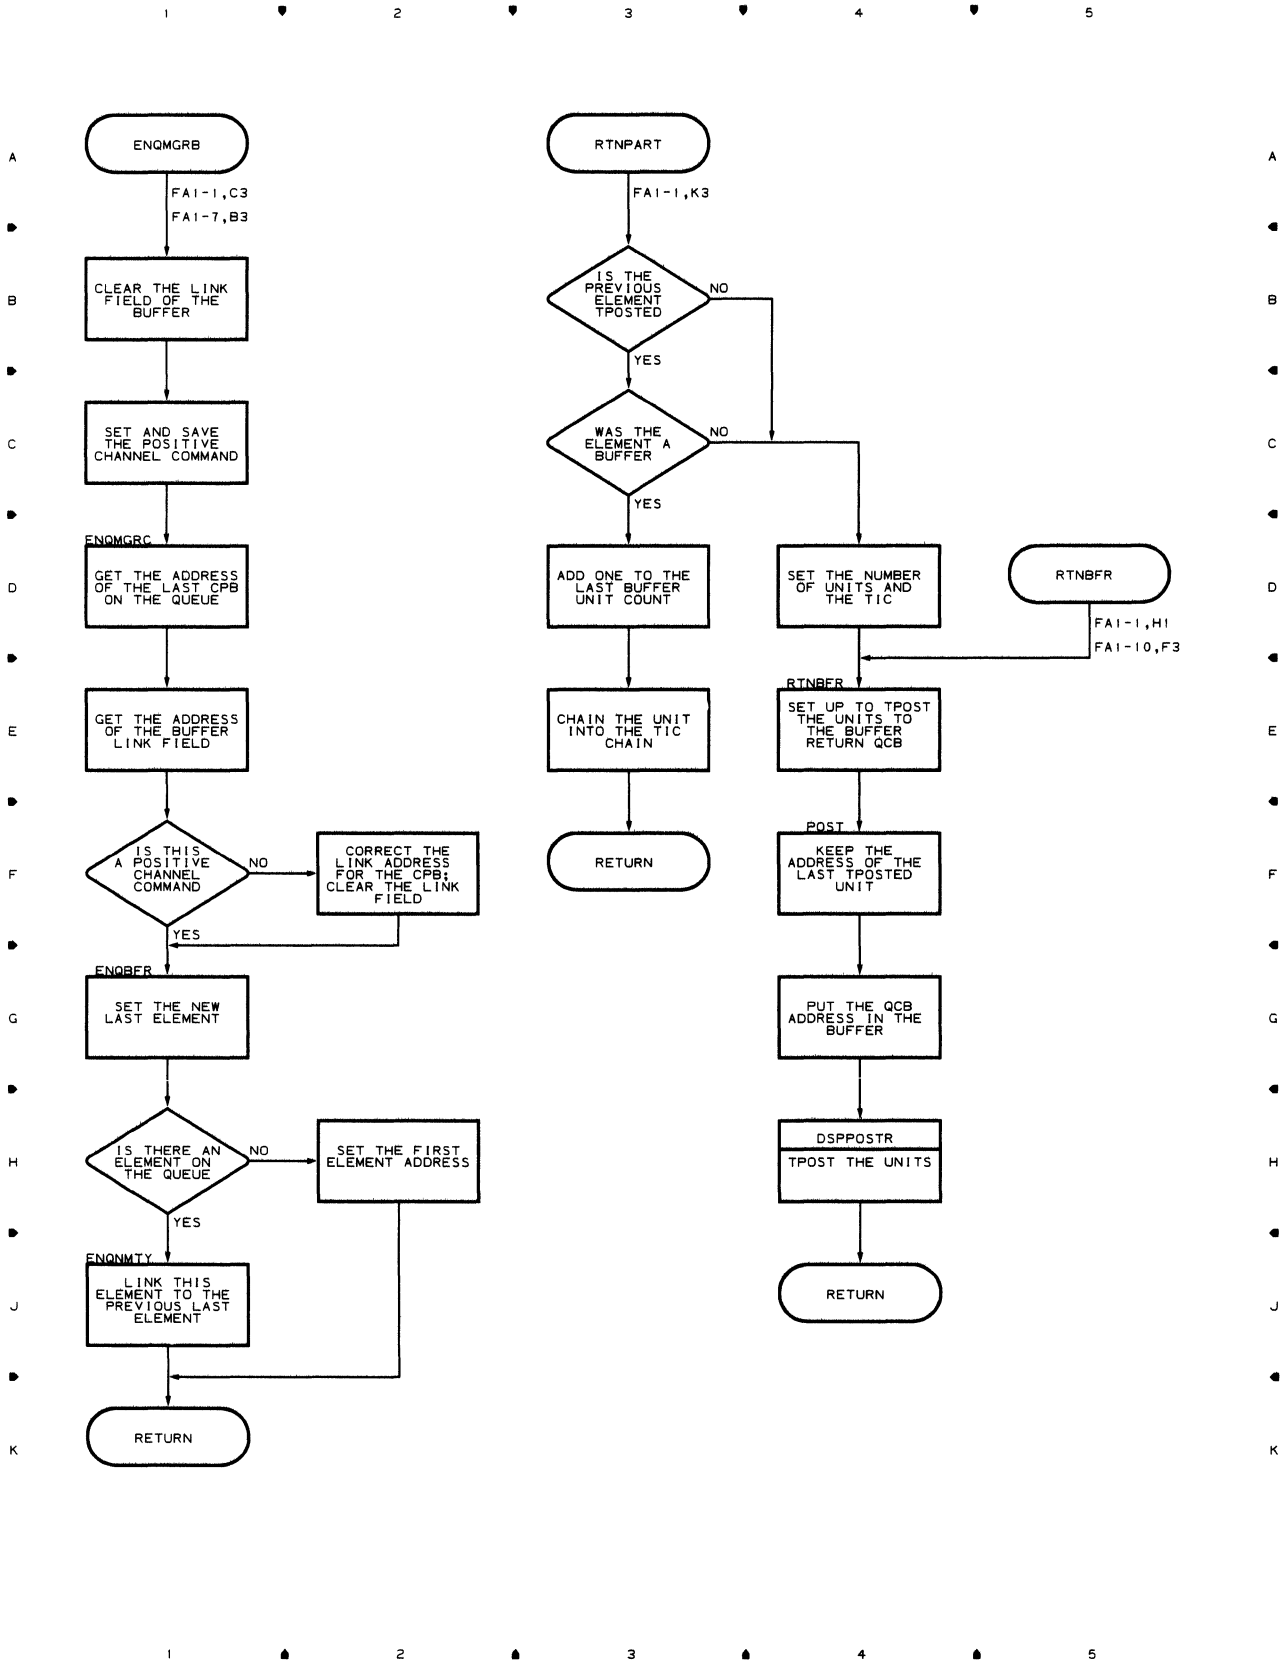 1 2 3 4 5
A
ENQMGRB
FA1-1,C3
FA1-7,B3
B
CLEAR THE LINK
FIELD OF THE
BUFFER
C
SET AND SAVE
THE POSITIVE
CHANNEL COMMAND
ENQMGRC
D
GET THE ADDRESS
OF THE LAST CPB
ON THE QUEUE
E
GET THE ADDRESS
OF THE BUFFER
LINK FIELD
F
IS THIS
A POSITIVE
CHANNEL
COMMAND
NO
CORRECT THE
LINK ADDRESS
FOR THE CPB;
CLEAR THE LINK
FIELD
YES
ENQBFR
G
SET THE NEW
LAST ELEMENT
H
IS THERE AN
ELEMENT ON
THE QUEUE
NO
SET THE FIRST
ELEMENT ADDRESS
YES
ENQNMTY
J
LINK THIS
ELEMENT TO THE
PREVIOUS LAST
ELEMENT
K
RETURN
RTNPART
FA1-1,K3
IS THE
PREVIOUS
ELEMENT
TPOSTED
NO
YES
WAS THE
ELEMENT A
BUFFER
NO
YES
ADD ONE TO THE
LAST BUFFER
UNIT COUNT
CHAIN THE UNIT
INTO THE TIC
CHAIN
RETURN
SET THE NUMBER
OF UNITS AND
THE TIC
RTNBFR
FA1-1,H1
FA1-10,F3
RTNBFR
SET UP TO TPOST
THE UNITS TO
THE BUFFER
RETURN QCB
POST
KEEP THE
ADDRESS OF THE
LAST TPOSTED
UNIT
PUT THE QCB
ADDRESS IN THE
BUFFER
DSPPOSTR
TPOST THE UNITS
RETURN
A
B
C
D
E
F
G
H
J
K
1 2 3 4 5